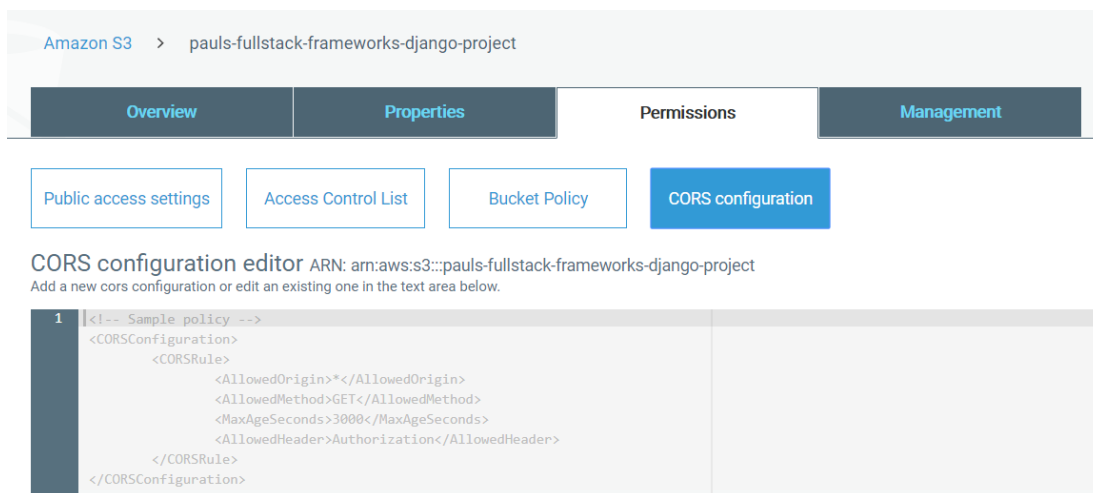 Amazon S3 > pauls-fullstack-frameworks-django-project
Overview Properties Permissions Management
Public access settings Access Control List Bucket Policy CORS configuration
CORS configuration editor ARN: arn:aws:s3:::pauls-fullstack-frameworks-django-project
Add a new cors configuration or edit an existing one in the text area below.
1 <!-- Sample policy -->
<CORSConfiguration>
<CORSRule>
<AllowedOrigin>*</AllowedOrigin>
<AllowedMethod>GET</AllowedMethod>
<MaxAgeSeconds>3000</MaxAgeSeconds>
<AllowedHeader>Authorization</AllowedHeader>
</CORSRule>
</CORSConfiguration>